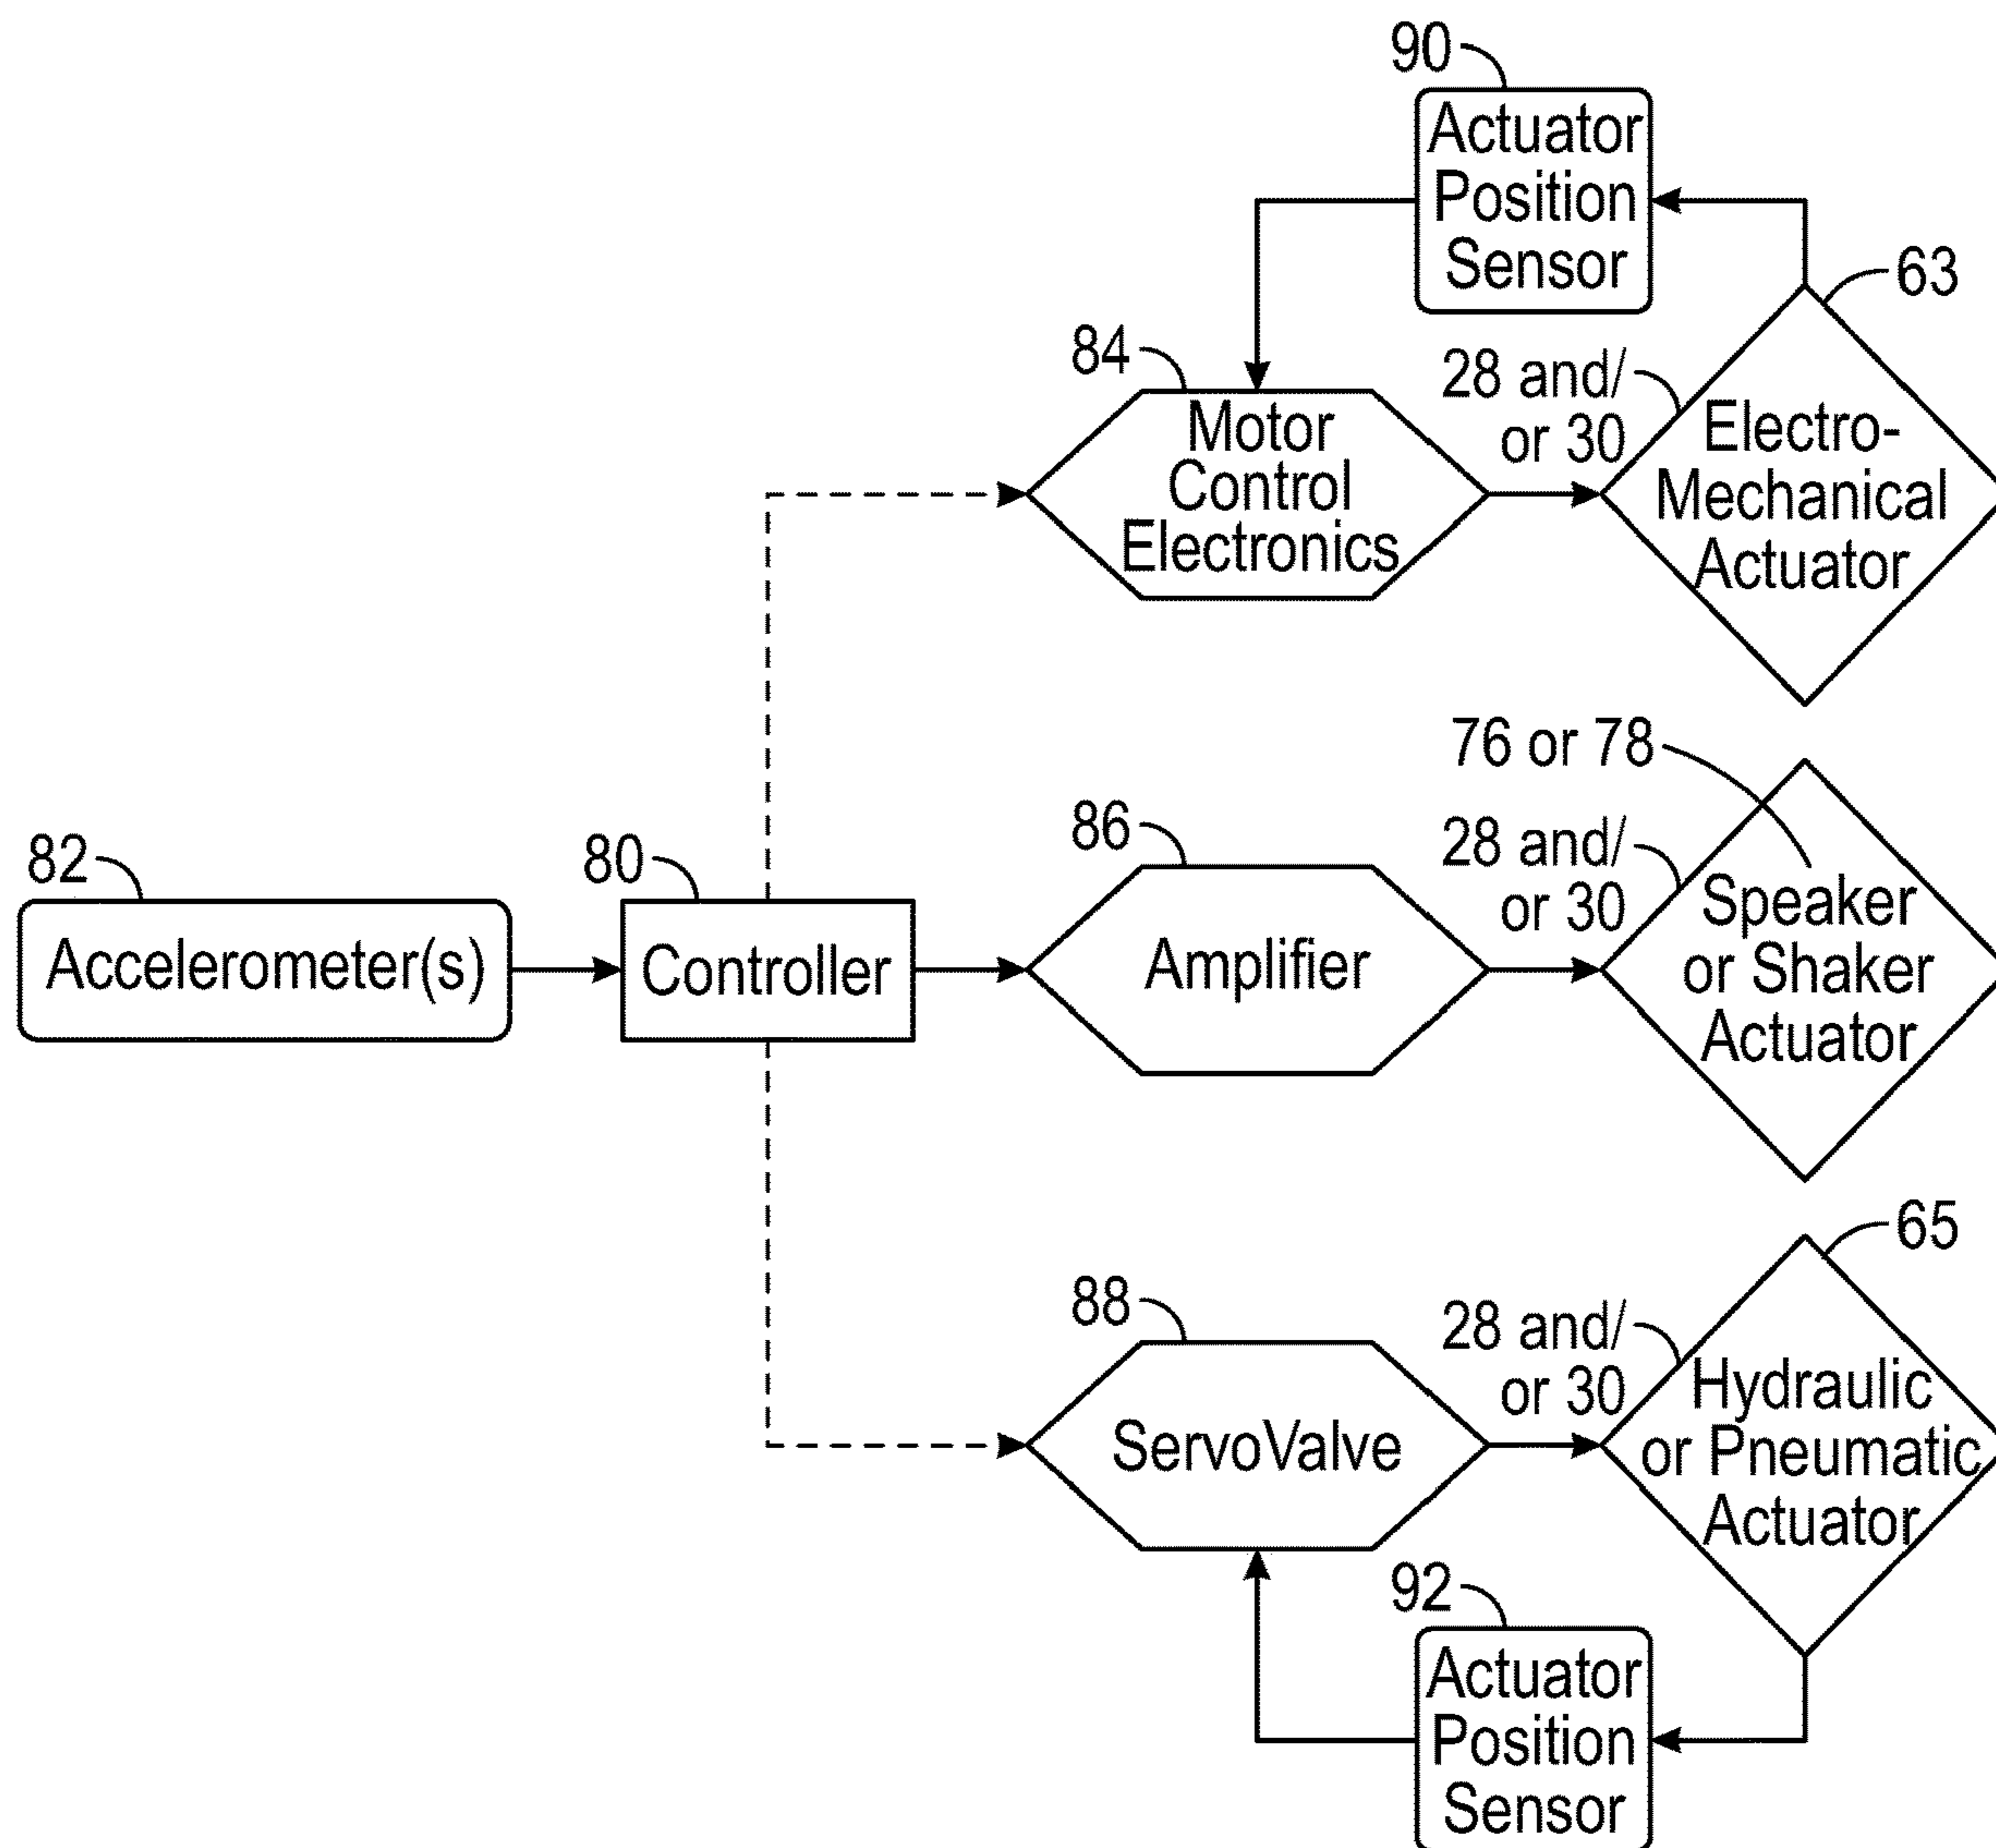 90
Actuator
Position
Sensor
63
84
28 and/
or 30
Motor
Control
Electronics
Electro-
Mechanical
Actuator
76 or 78
82
80
86
28 and/
or 30
Accelerometer(s)
Controller
Amplifier
Speaker
or Shaker
Actuator
65
88
28 and/
or 30
ServoValve
Hydraulic
or Pneumatic
Actuator
92
Actuator
Position
Sensor